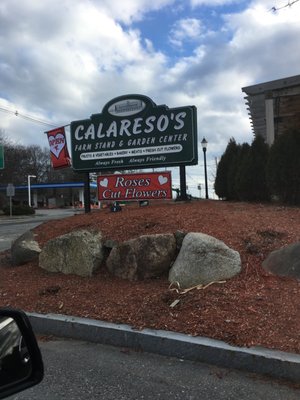 CALARESO'S
FARM STAND & GARDEN CENTER
FRUITS & VEGETABLES • BAKERY • MEATS • FRESH CUT FLOWERS
Always Fresh Always Friendly
Roses
Cut Flowers